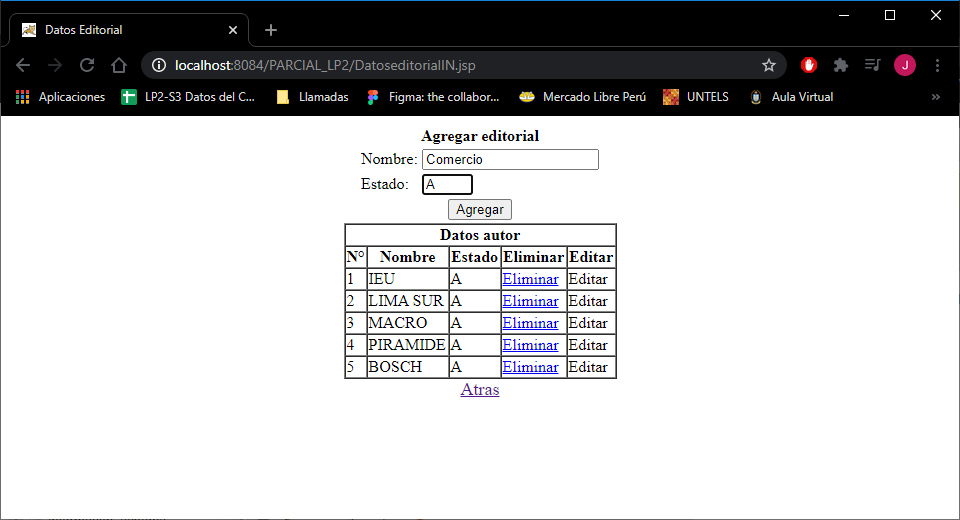 Datos Editorial
localhost:8084/PARCIAL_LP2/DatoseditorialIN.jsp
J
Aplicaciones LP2-S3 Datos del C... Llamadas Figma: the collabor... Mercado Libre Perú UNTELS Aula Virtual »
Agregar editorial
Nombre: Comercio
Estado: A
Agregar
Datos autor
N° Nombre Estado Eliminar Editar
1 IEU A Eliminar Editar
2 LIMA SUR A Eliminar Editar
3 MACRO A Eliminar Editar
4 PIRAMIDE A Eliminar Editar
5 BOSCH A Eliminar Editar
Atras